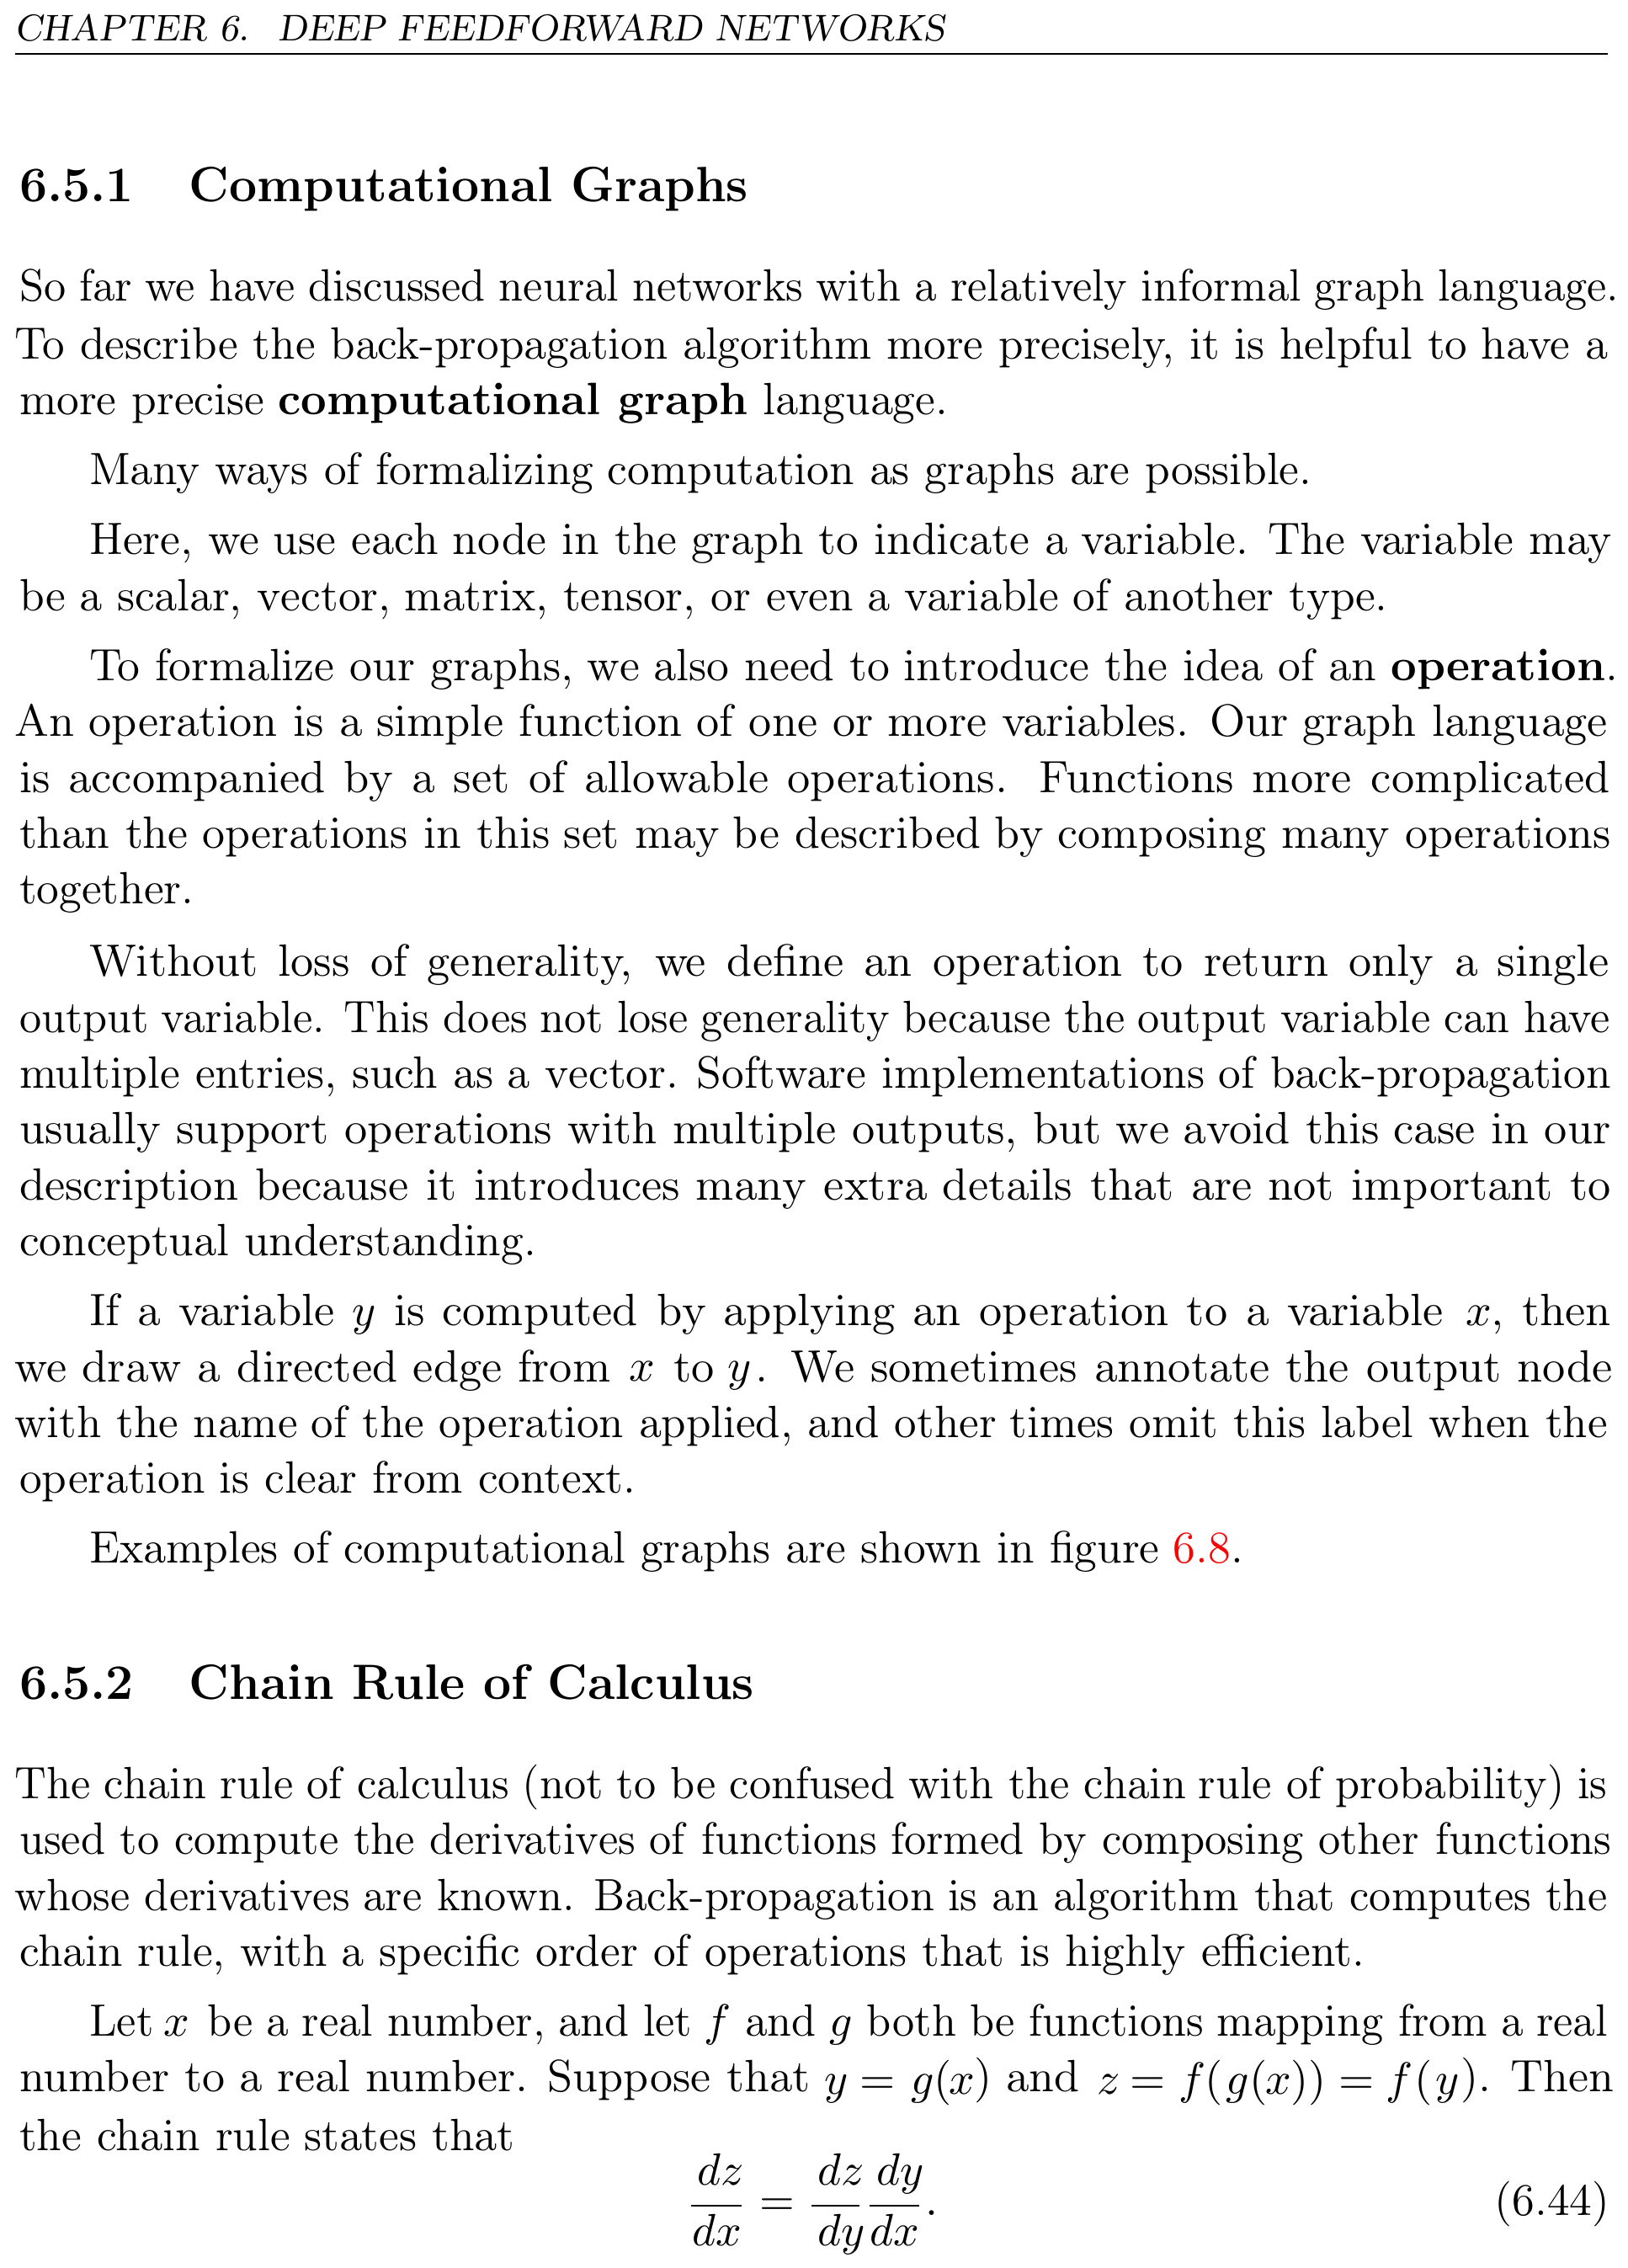 CHAPTER 6. DEEP FEEDFORWARD NETWORKS
6.5.1 Computational Graphs
So far we have discussed neural networks with a relatively informal graph language.
To describe the back-propagation algorithm more precisely, it is helpful to have a
more precise computational graph language.
Many ways of formalizing computation as graphs are possible.
Here, we use each node in the graph to indicate a variable. The variable may
be a scalar, vector, matrix, tensor, or even a variable of another type.
To formalize our graphs, we also need to introduce the idea of an operation.
An operation is a simple function of one or more variables. Our graph language
is accompanied by a set of allowable operations. Functions more complicated
than the operations in this set may be described by composing many operations
together.
Without loss of generality, we define an operation to return only a single
output variable. This does not lose generality because the output variable can have
multiple entries, such as a vector. Software implementations of back-propagation
usually support operations with multiple outputs, but we avoid this case in our
description because it introduces many extra details that are not important to
conceptual understanding.
If a variable y is computed by applying an operation to a variable x, then
we draw a directed edge from x to y. We sometimes annotate the output node
with the name of the operation applied, and other times omit this label when the
operation is clear from context.
Examples of computational graphs are shown in figure 6.8.
6.5.2 Chain Rule of Calculus
The chain rule of calculus (not to be confused with the chain rule of probability) is
used to compute the derivatives of functions formed by composing other functions
whose derivatives are known. Back-propagation is an algorithm that computes the
chain rule, with a specific order of operations that is highly efficient.
Let x be a real number, and let f and g both be functions mapping from a real
number to a real number. Suppose that y = g(x) and z = f(g(x)) = f(y). Then
the chain rule states that
dz/dx = dz/dy dy/dx. (6.44)